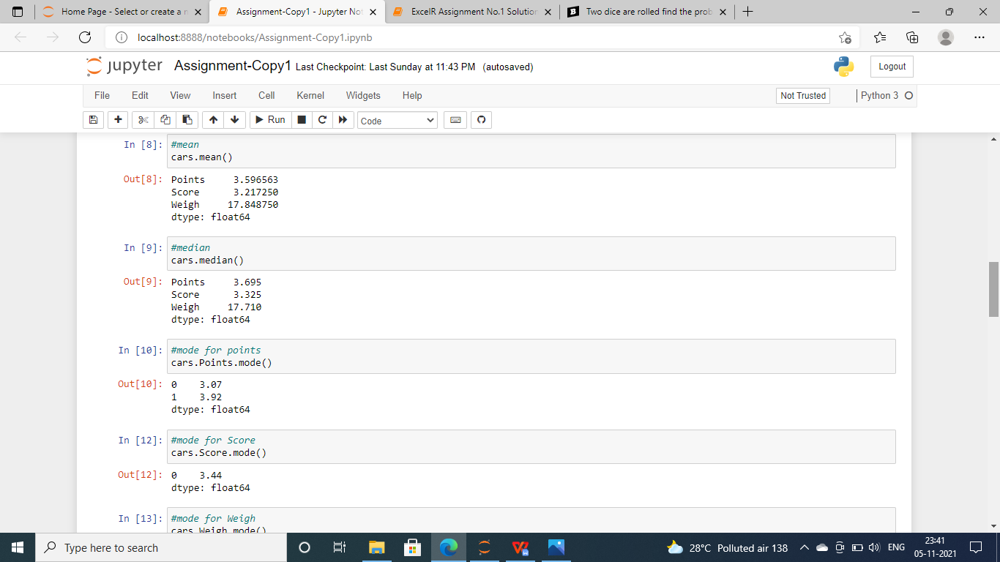 Home Page - Select or create a n
Assignment-Copy1 - Jupyter Not
ExcelR Assignment No.1 Solution
Two dice are rolled find the prob
localhost:8888/notebooks/Assignment-Copy1.ipynb
jupyter Assignment-Copy1 Last Checkpoint: Last Sunday at 11:43 PM (autosaved)
Logout
File Edit View Insert Cell Kernel Widgets Help
Not Trusted
Python 3
Run
Code
In [8]: #mean
cars.mean()
Out[8]: Points 3.596563
Score 3.217250
Weigh 17.848750
dtype: float64
In [9]: #median
cars.median()
Out[9]: Points 3.695
Score 3.325
Weigh 17.710
dtype: float64
In [10]: #mode for points
cars.Points.mode()
Out[10]: 0 3.07
1 3.92
dtype: float64
In [12]: #mode for Score
cars.Score.mode()
Out[12]: 0 3.44
dtype: float64
In [13]: #mode for Weigh
cars.Weigh.mode()
Type here to search
28°C Polluted air 138
ENG
23:41
05-11-2021